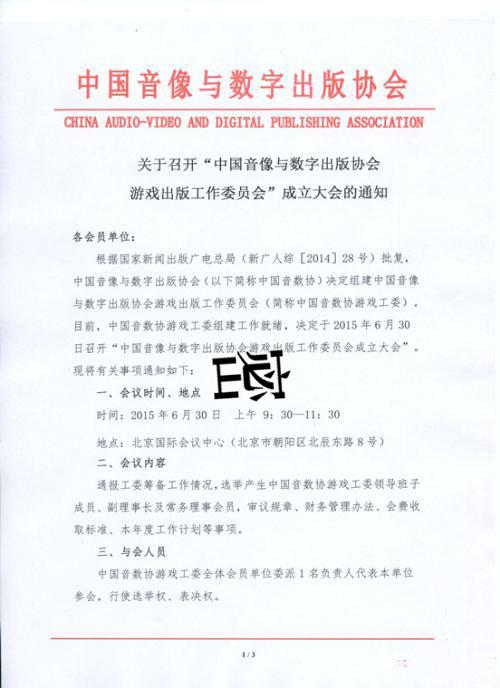 中国音像与数字出版协会
CHINA AUDIO-VIDEO AND DIGITAL PUBLISHING ASSOCIATION
关于召开“中国音像与数字出版协会
游戏出版工作委员会”成立大会的通知
各会员单位：
根据国家新闻出版广电总局（新广人综［2014］28 号）批复，
中国音像与数字出版协会（以下简称中国音数协）决定组建中国音像
与数字出版协会游戏出版工作委员会（简称中国音数协游戏工委）。
目前，中国音数协游戏工委组建工作就绪，决定于 2015 年 6 月 30
日召开“中国音像与数字出版协会游戏出版工作委员会成立大会”。
现将有关事项通知如下：
一、会议时间、地点
时间：2015 年 6 月 30 日 上午 9：30—11：30
地点：北京国际会议中心（北京市朝阳区北辰东路 8 号）
二、会议内容
通报工委筹备工作情况，选举产生中国音数协游戏工委领导班子
成员、副理事长及常务理事会员，审议规章、财务管理办法、会费收
取标准、本年度工作计划等事项。
三、与会人员
中国音数协游戏工委全体会员单位委派 1 名负责人代表本单位
参会，行使选举权、表决权。
1 / 3